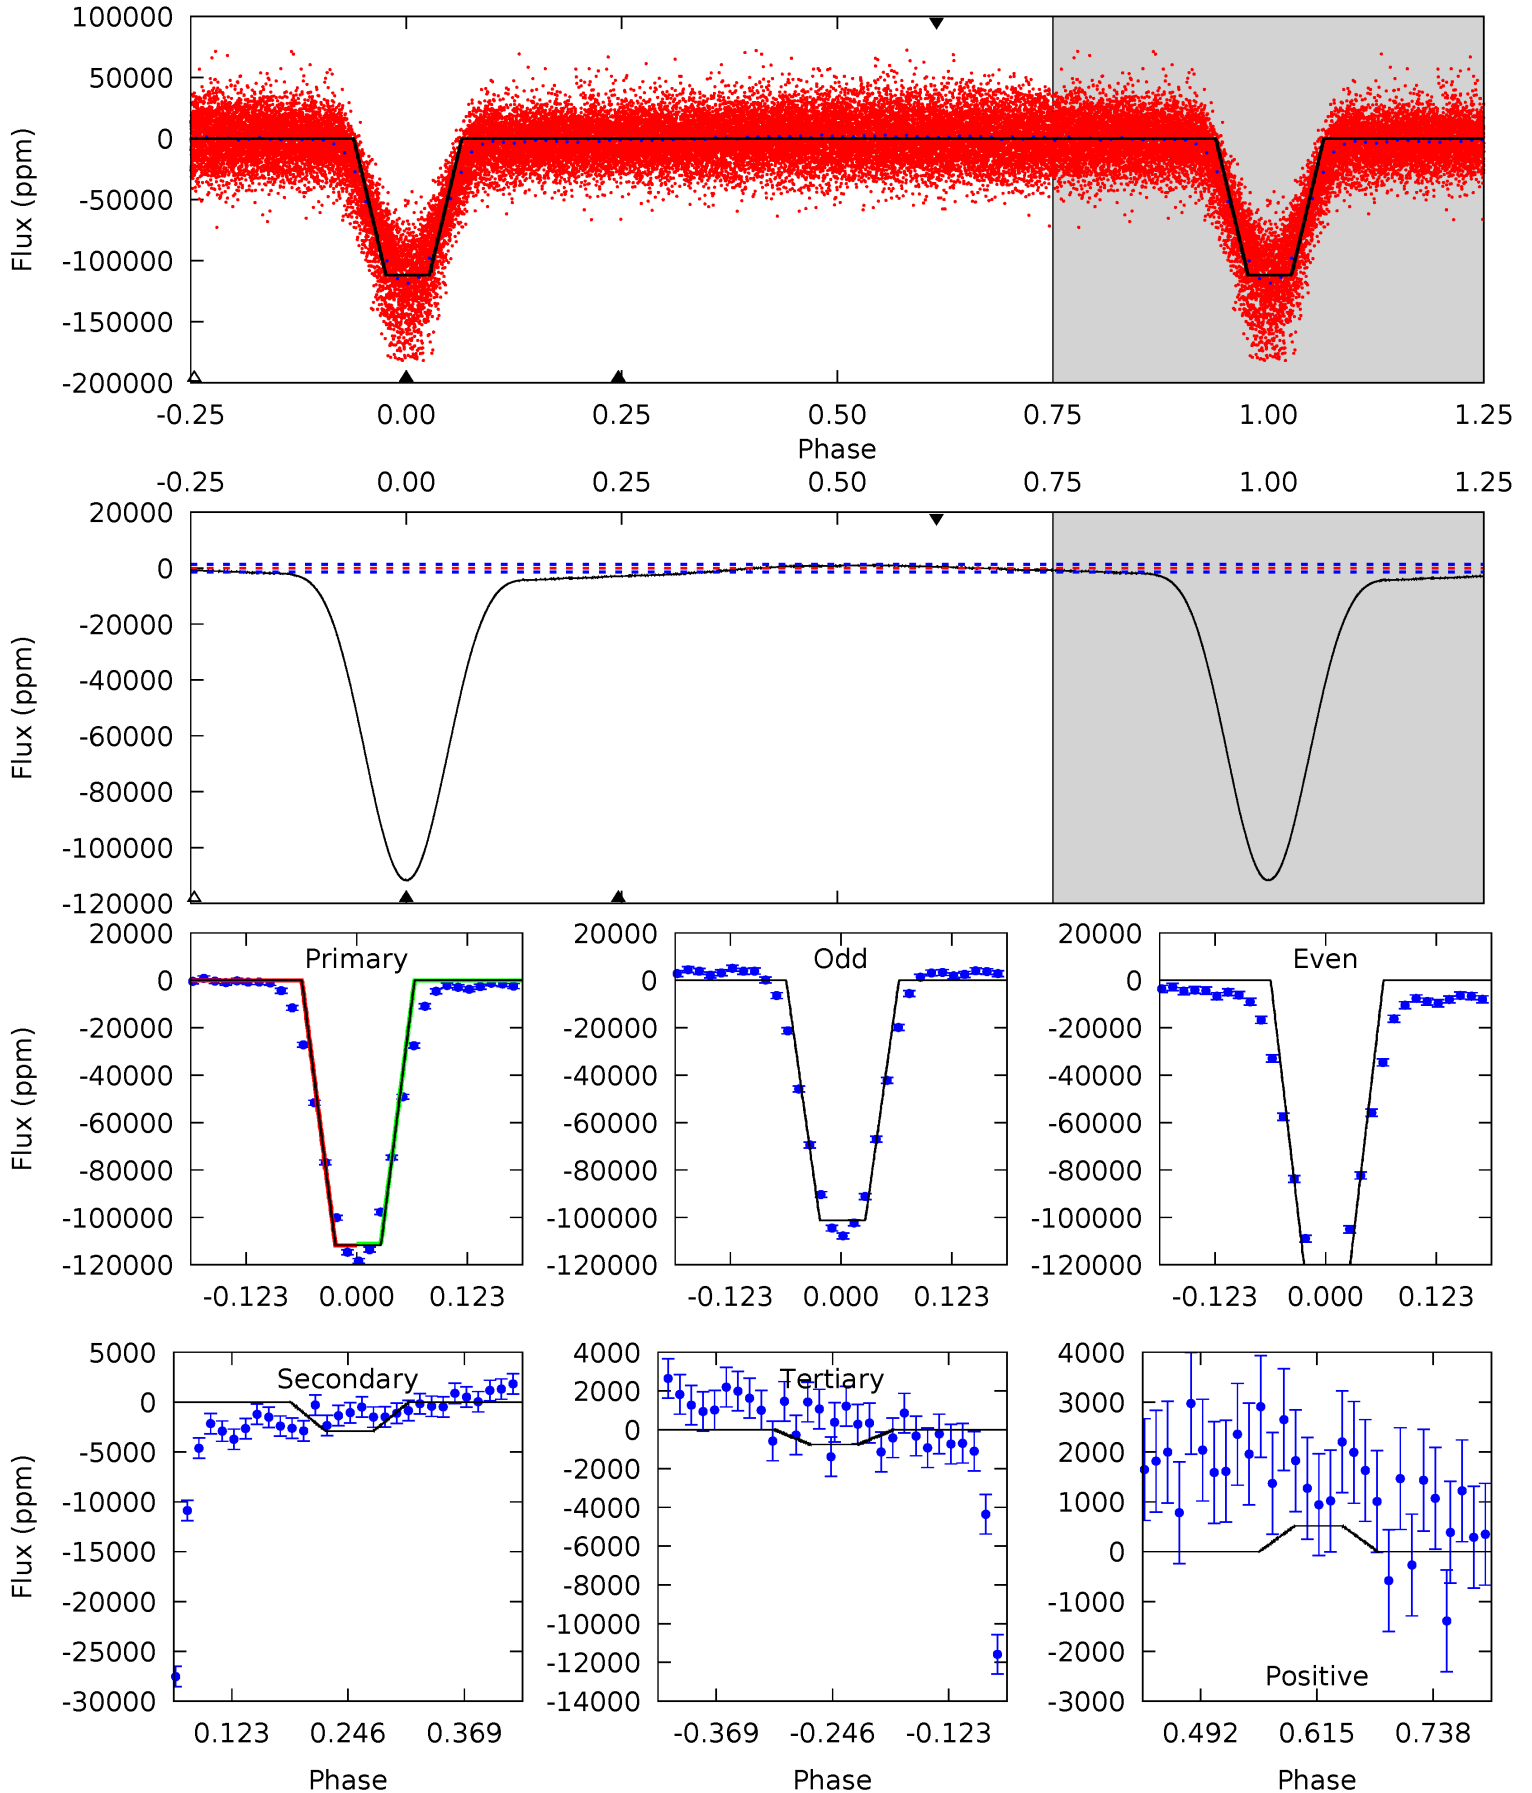 100000
50000
0
-50000
-100000
-150000
-200000
Flux (ppm)
-0.25 0.00 0.25 0.50 0.75 1.00 1.25
Phase
-0.25 0.00 0.25 0.50 0.75 1.00 1.25
20000
0
-20000
-40000
-60000
-80000
-100000
-120000
Flux (ppm)
20000
0
-20000
-40000
-60000
-80000
-100000
-120000
Flux (ppm)
Primary
-0.123 0.000 0.123
20000
0
-20000
-40000
-60000
-80000
-100000
-120000
Odd
-0.123 0.000 0.123
20000
0
-20000
-40000
-60000
-80000
-100000
-120000
Even
-0.123 0.000 0.123
5000
0
-5000
-10000
-15000
-20000
-25000
-30000
Flux (ppm)
Secondary
0.123 0.246 0.369
Phase
4000
2000
0
-2000
-4000
-6000
-8000
-10000
-12000
-14000
Tertiary
-0.369 -0.246 -0.123
Phase
4000
3000
2000
1000
0
-1000
-2000
-3000
Positive
0.492 0.615 0.738
Phase